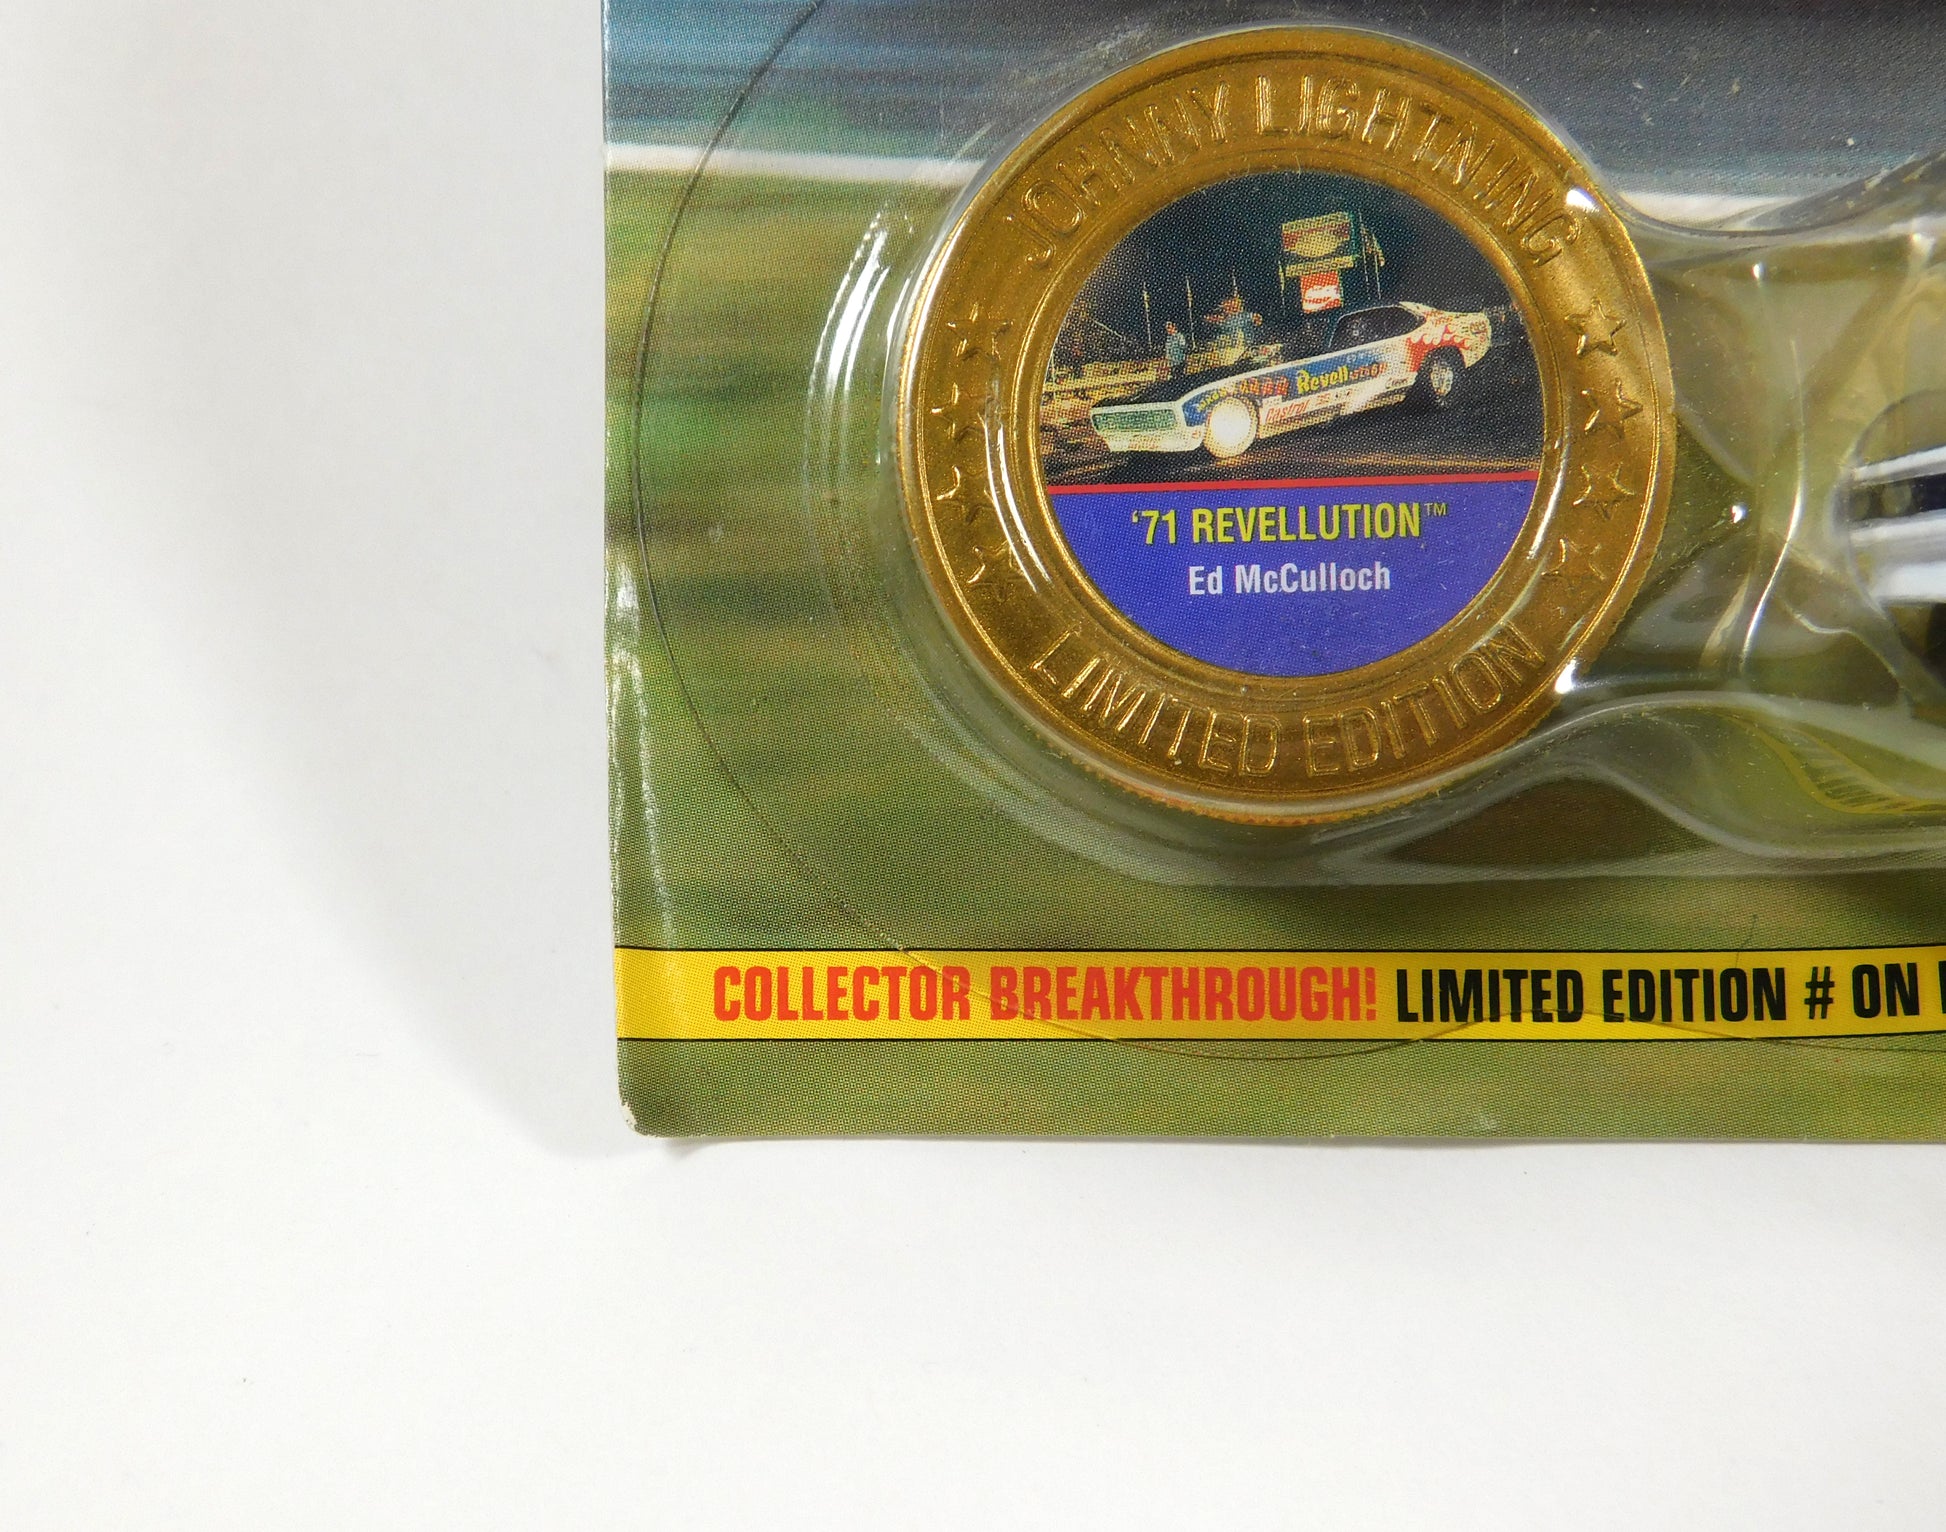 JOHNNY LIGHTNING
Revell
'71 REVELLUTION™
Ed McCulloch
LIMITED EDITION
COLLECTOR BREAKTHROUGH! LIMITED EDITION # ON